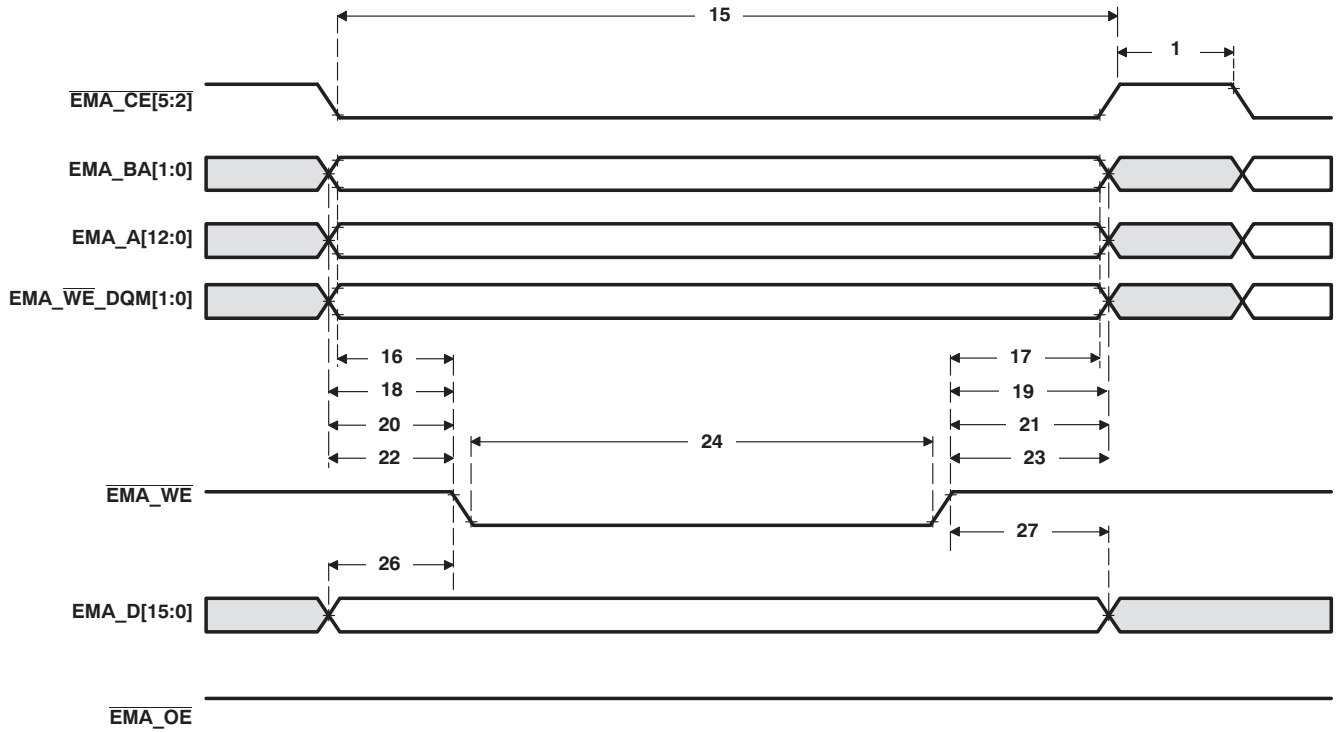 15
1
EMA_CE[5:2]
EMA_BA[1:0]
EMA_A[12:0]
EMA_WE_DQM[1:0]
16
17
18
19
20
21
22
24
23
EMA_WE
27
26
EMA_D[15:0]
EMA_OE